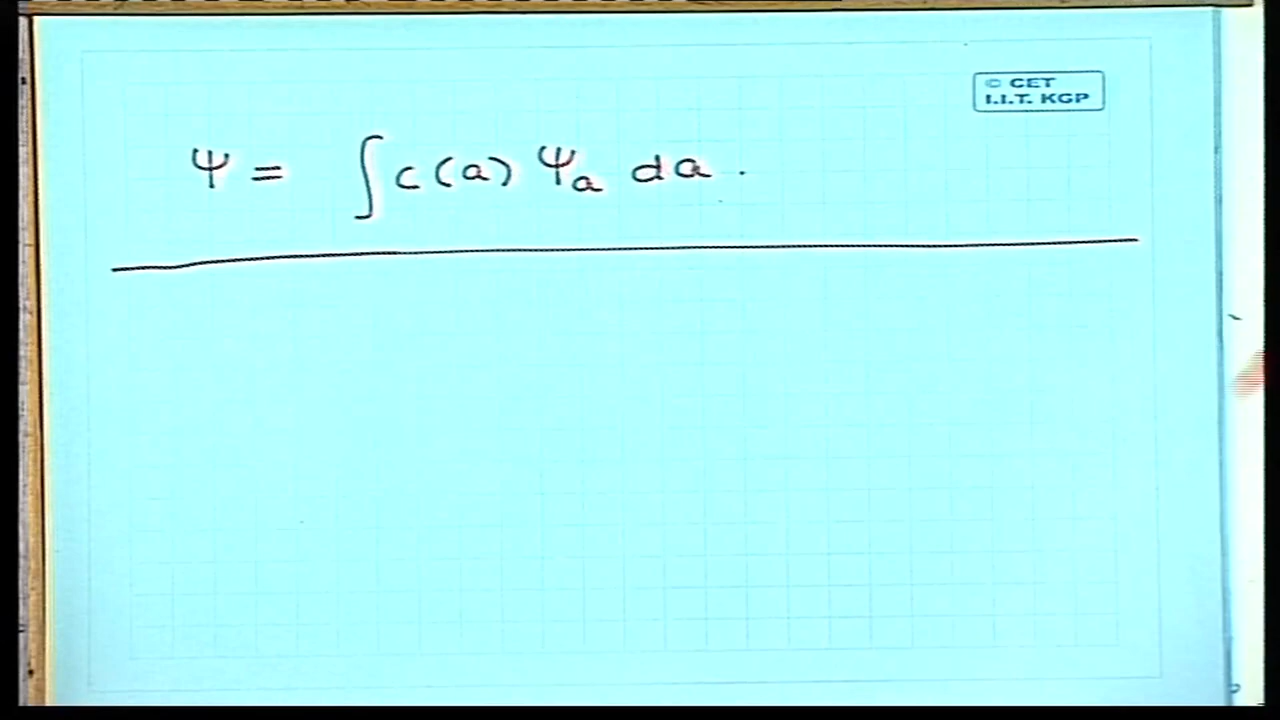 © CET
I.I.T. KGP
Ψ = ∫ c(a) Ψₐ da .